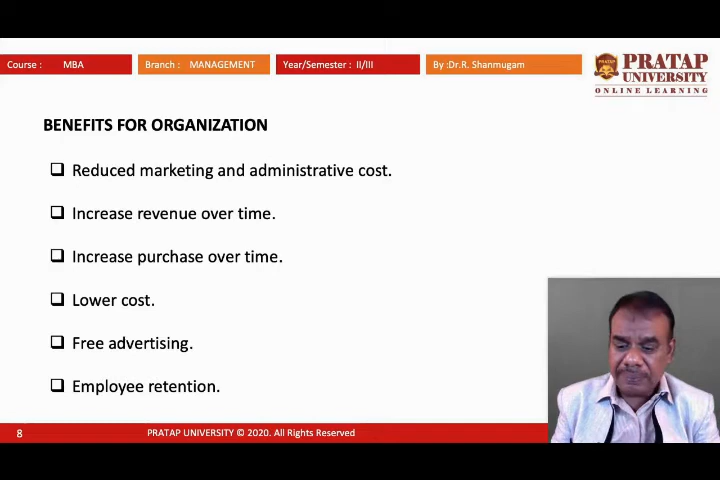 Course : MBA
Branch : MANAGEMENT
Year/Semester : II/III
By :Dr.R. Shanmugam
PRATAP
PRATAP
UNIVERSITY
ONLINE LEARNING
BENEFITS FOR ORGANIZATION
Reduced marketing and administrative cost.
Increase revenue over time.
Increase purchase over time.
Lower cost.
Free advertising.
Employee retention.
8
PRATAP UNIVERSITY © 2020. All Rights Reserved